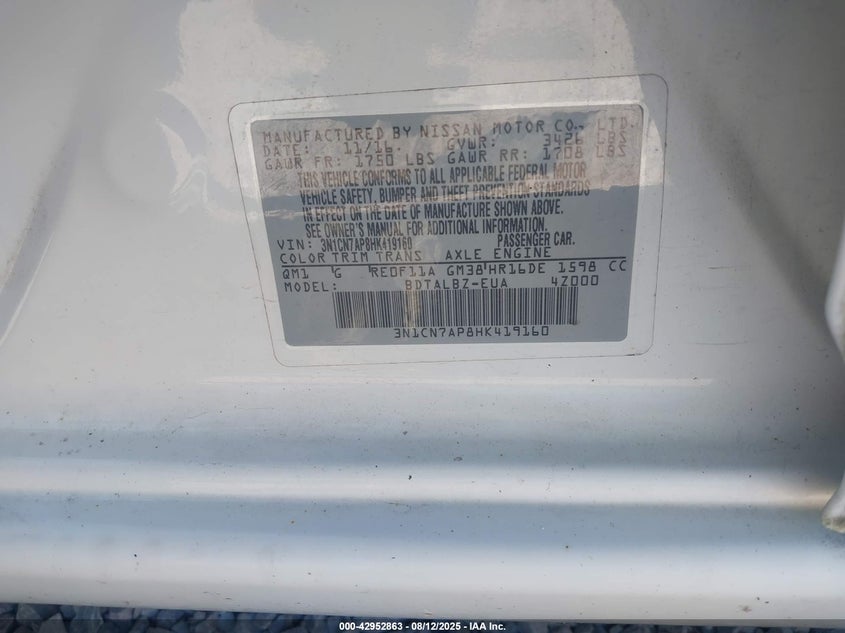 MANUFACTURED BY NISSAN MOTOR CO., LTD.
DATE: 11/16 GVWR: 3426 LBS
GAWR FR: 1750 LBS GAWR RR: 1708 LBS
THIS VEHICLE CONFORMS TO ALL APPLICABLE FEDERAL MOTOR
VEHICLE SAFETY, BUMPER AND THEFT PREVENTION STANDARDS
IN EFFECT ON THE DATE OF MANUFACTURE SHOWN ABOVE.
SEE OWNER'S MANUAL FOR ADDITIONAL INFORMATION.
VIN: 3N1CN7AP8HK419160 PASSENGER CAR.
COLOR TRIM TRANS AXLE ENGINE
QM1 G RE0F11A GM38 HR16DE 1598 CC
MODEL: BDTALBZ-EUA 4Z000
3N1CN7AP8HK419160
000-42952863 - 08/12/2025 - IAA Inc.